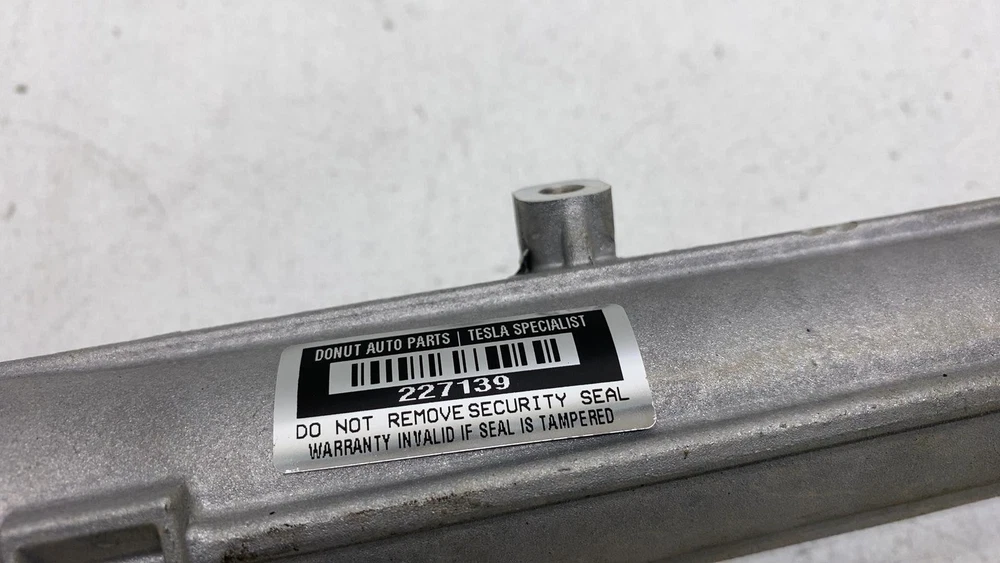 DONUT AUTO PARTS | TESLA SPECIALIST
227139
DO NOT REMOVE SECURITY SEAL
WARRANTY INVALID IF SEAL IS TAMPERED